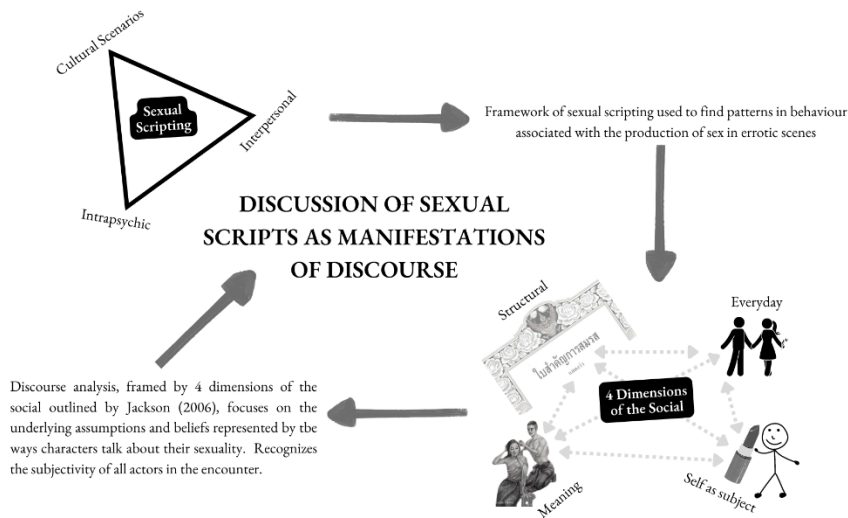 Cultural Scenarios
Sexual
Scripting
Interpersonal
Intrapsychic
Framework of sexual scripting used to find patterns in behaviour
associated with the production of sex in errotic scenes
DISCUSSION OF SEXUAL
SCRIPTS AS MANIFESTATIONS
OF DISCOURSE
Structural
ใบสำคัญการสมรส
Everyday
4 Dimensions
of the Social
Meaning
Self as subject
Discourse analysis, framed by 4 dimensions of the
social outlined by Jackson (2006), focuses on the
underlying assumptions and beliefs represented by the
ways characters talk about their sexuality. Recognizes
the subjectivity of all actors in the encounter.